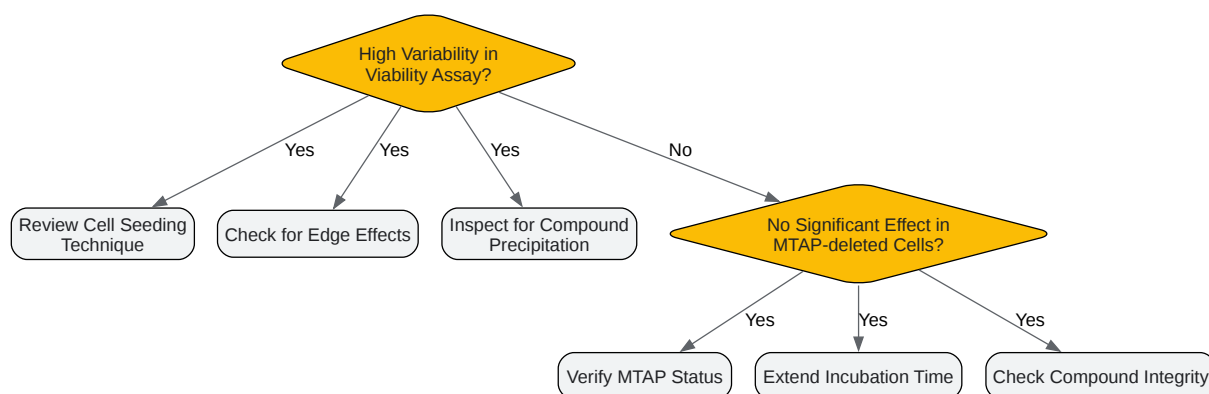 High Variability in
Viability Assay?
Yes
Yes
Yes
No
Review Cell Seeding
Technique
Check for Edge Effects
Inspect for Compound
Precipitation
No Significant Effect in
MTAP-deleted Cells?
Yes
Yes
Yes
Verify MTAP Status
Extend Incubation Time
Check Compound Integrity